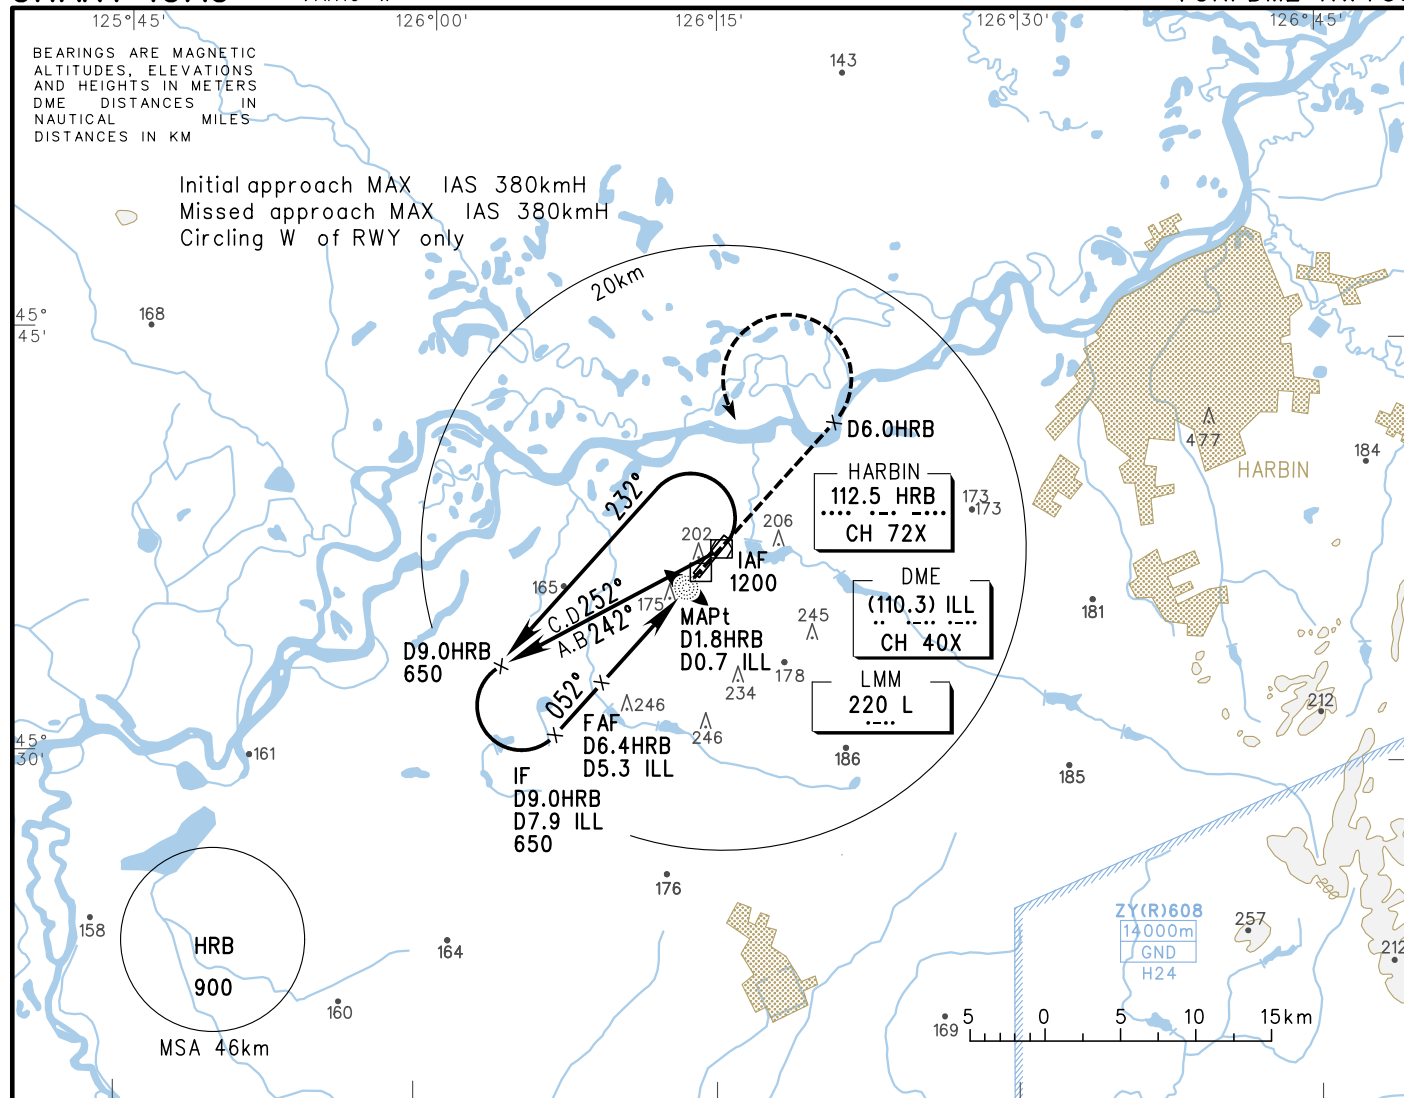 125°45'
126°00'
126°15'
126°30'
126°45'
BEARINGS ARE MAGNETIC
ALTITUDES, ELEVATIONS
AND HEIGHTS IN METERS
DME DISTANCES IN
NAUTICAL MILES
DISTANCES IN KM
143
Initial approach MAX IAS 380kmH
Missed approach MAX IAS 380kmH
Circling W of RWY only
20km
168
45°
45'
D6.0HRB
477
184
HARBIN
HARBIN
112.5 HRB
CH 72X
173
173
232°
202
206
IAF
1200
165
175
C.D 252°
A.B 242°
DME
(110.3) ILL
CH 40X
181
245
MAPt
D1.8HRB
D0.7 ILL
D9.0HRB
650
178
234
LMM
220 L
052°
246
246
FAF
D6.4HRB
D5.3 ILL
212
45°
30'
161
186
185
IF
D9.0HRB
D7.9 ILL
650
176
200
ZY(R)608
14000m
GND
H24
257
158
164
212
HRB
900
160
169
5 0 5 10 15km
MSA 46km